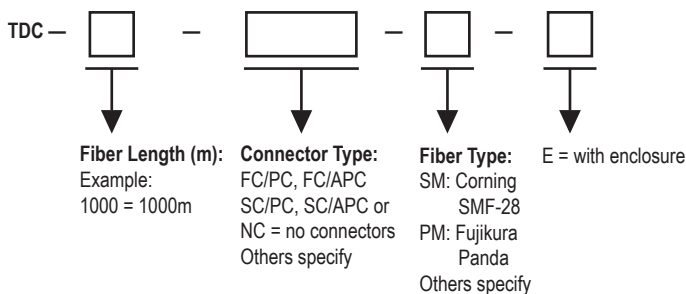 TDC — – – –
Fiber Length (m):
Example:
1000 = 1000m
Connector Type:
FC/PC, FC/APC
SC/PC, SC/APC or
NC = no connectors
Others specify
Fiber Type:
SM: Corning
SMF-28
PM: Fujikura
Panda
Others specify
E = with enclosure